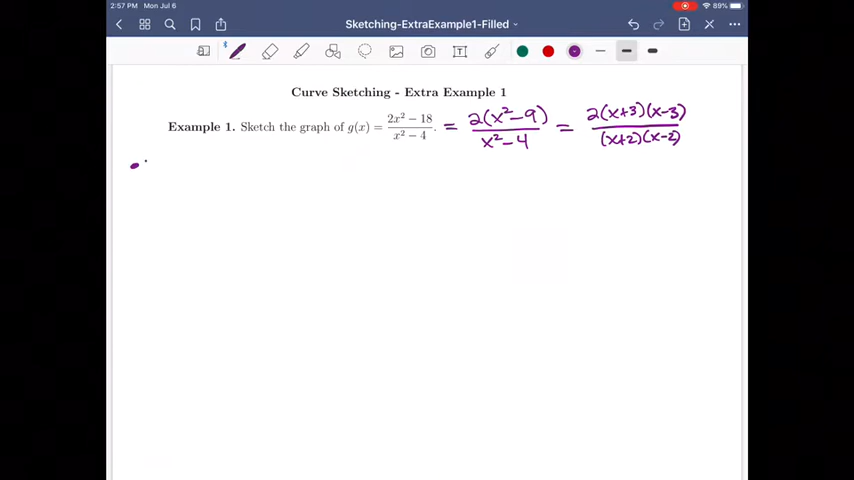 2:57 PM Mon Jul 6
89%
Sketching-ExtraExample1-Filled
T
Curve Sketching - Extra Example 1
Example 1. Sketch the graph of g(x) = (2x² − 18)/(x² − 4). = 2(x²−9)/(x²−4) = 2(x+3)(x−3)/((x+2)(x−2))